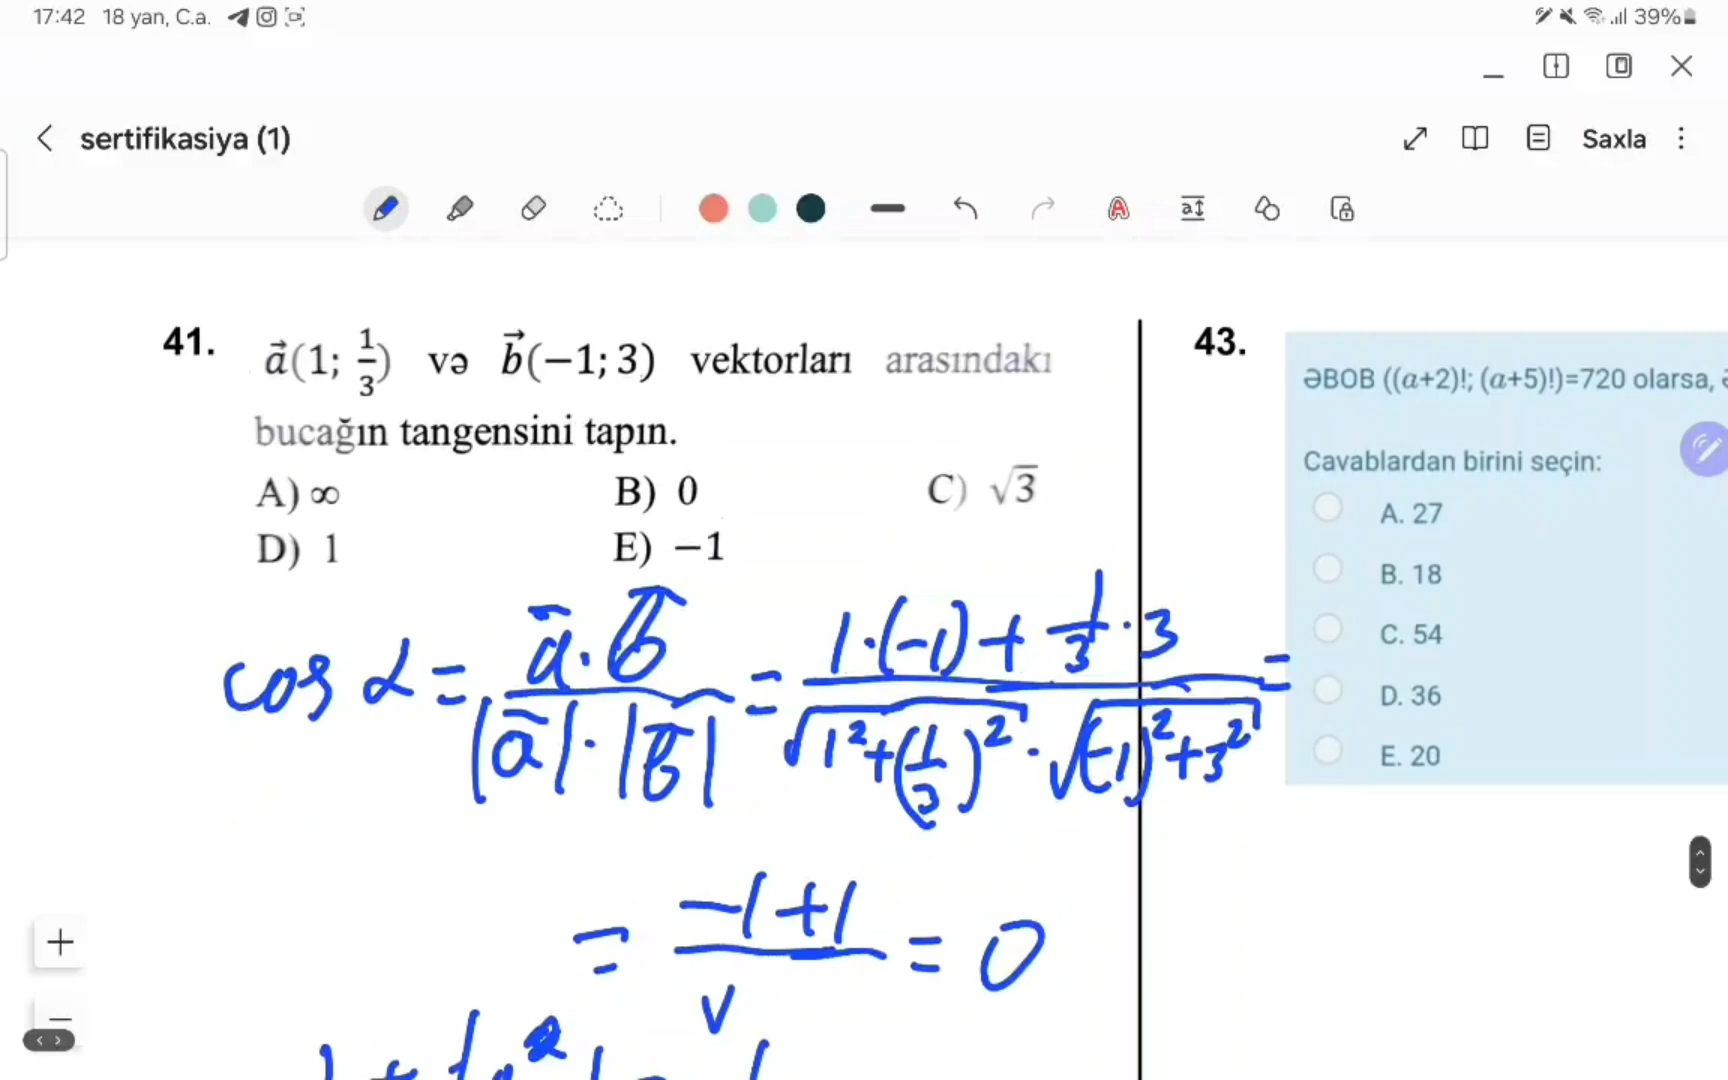 17:42 18 yan, C.a.
39%
sertifikasiya (1)
Saxla
41. a⃗(1; 1/3) və b⃗(−1; 3) vektorları arasındakı
bucağın tangensini tapın.
A) ∞ B) 0 C) √3
D) 1 E) −1
cos α = a̅·b⃗ / |a̅|·|b̅| = 1·(-1)+1/3·3 / √1²+(1/3)²·√(-1)²+3² =
= -1+1 / √ = 0
43.
ƏBOB ((a+2)!; (a+5)!)=720 olarsa,
Cavablardan birini seçin:
A. 27
B. 18
C. 54
D. 36
E. 20